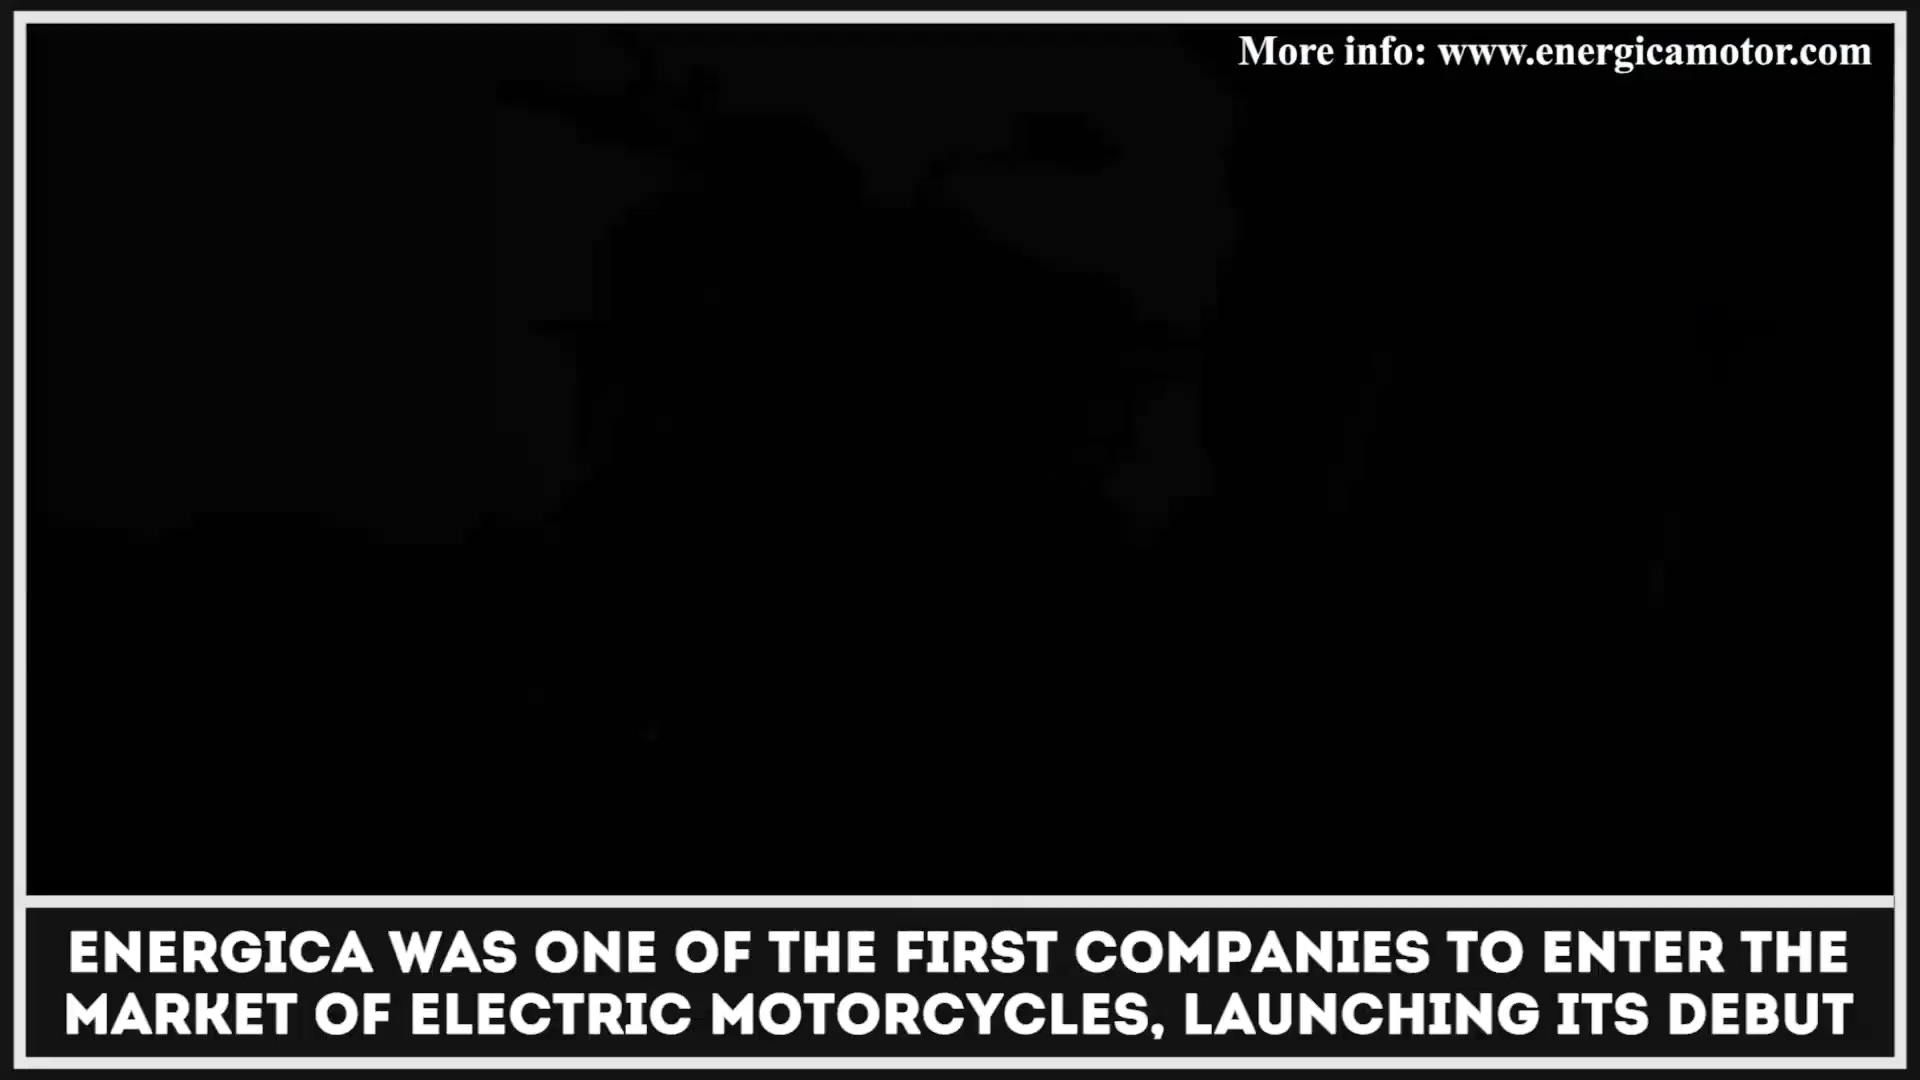 More info: www.energicamotor.com
ENERGICA WAS ONE OF THE FIRST COMPANIES TO ENTER THE
MARKET OF ELECTRIC MOTORCYCLES, LAUNCHING ITS DEBUT